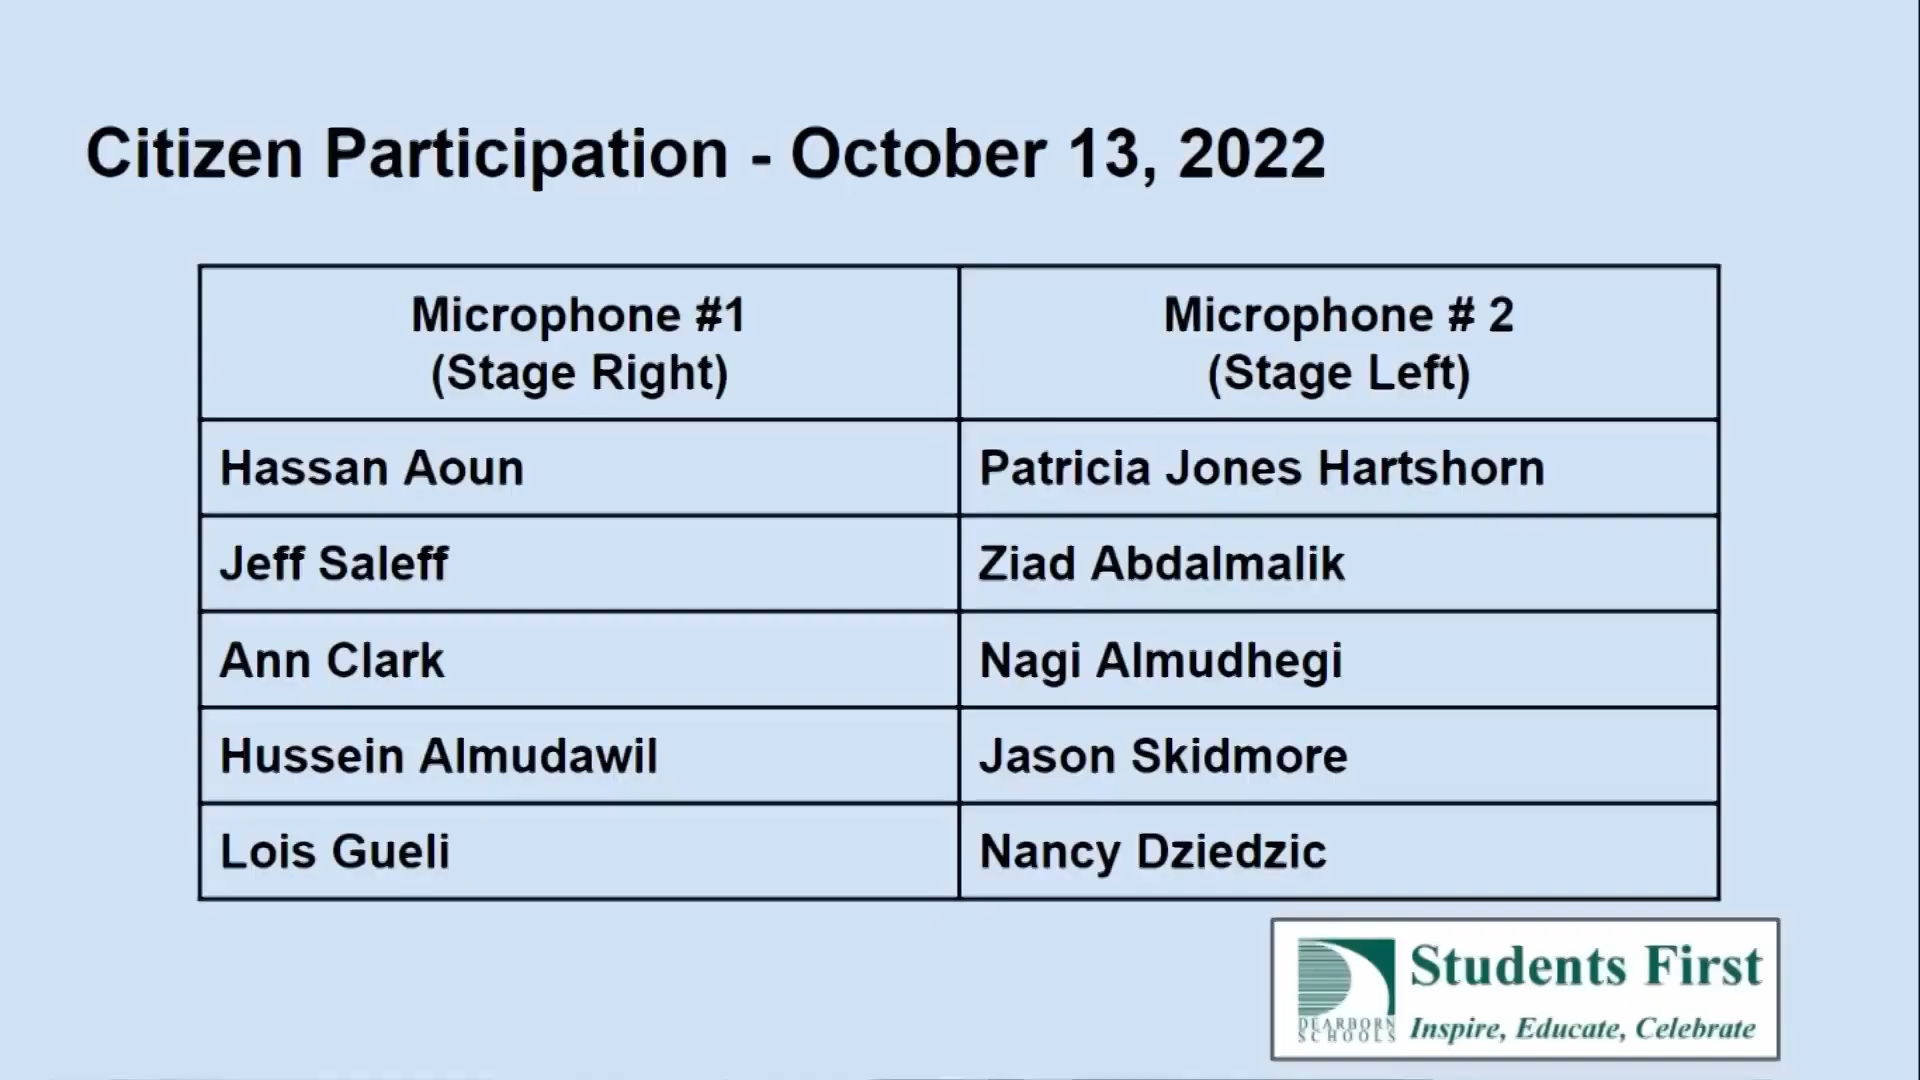 Citizen Participation - October 13, 2022
Microphone #1
(Stage Right)
Microphone # 2
(Stage Left)
Hassan Aoun
Patricia Jones Hartshorn
Jeff Saleff
Ziad Abdalmalik
Ann Clark
Nagi Almudhegi
Hussein Almudawil
Jason Skidmore
Lois Gueli
Nancy Dziedzic
Students First
DEARBORN
SCHOOLS
Inspire, Educate, Celebrate